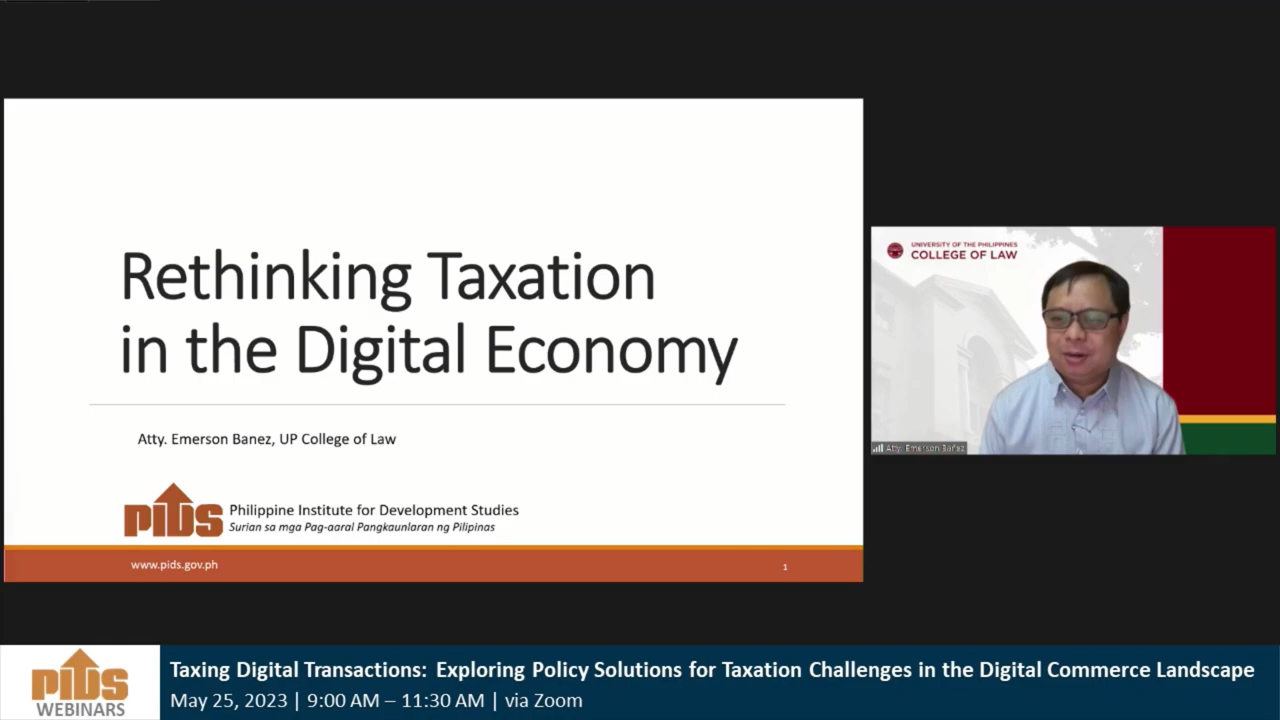 Rethinking Taxation
in the Digital Economy
Atty. Emerson Banez, UP College of Law
PIDS
Philippine Institute for Development Studies
Surian sa mga Pag-aaral Pangkaunlaran ng Pilipinas
www.pids.gov.ph
1
UNIVERSITY OF THE PHILIPPINES
COLLEGE OF LAW
Atty. Emerson Bañez
PIDS
WEBINARS
Taxing Digital Transactions: Exploring Policy Solutions for Taxation Challenges in the Digital Commerce Landscape
May 25, 2023 | 9:00 AM – 11:30 AM | via Zoom